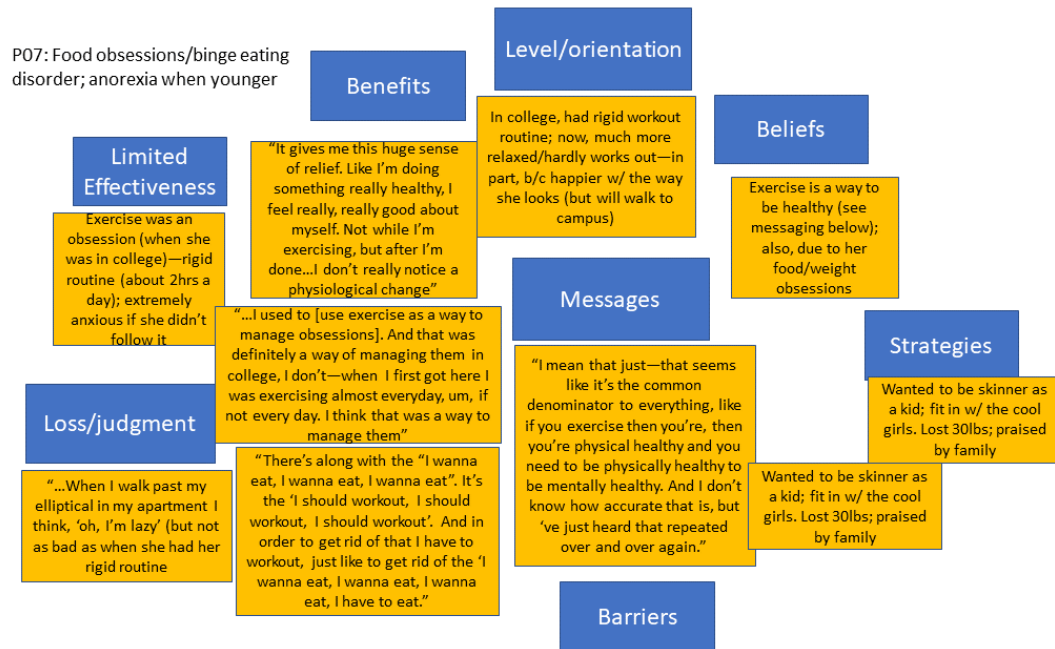 P07: Food obsessions/binge eating
disorder; anorexia when younger
Level/orientation
In college, had rigid workout
routine; now, much more
relaxed/hardly works out—in
part, b/c happier w/ the way
she looks (but will walk to
campus)
Benefits
“It gives me this huge sense
of relief. Like I’m doing
something really healthy, I
feel really, really good about
myself. Not while I’m
exercising, but after I’m
done…I don’t really notice a
physiological change”
“…I used to [use exercise as a way to
manage obsessions]. And that was
definitely a way of managing them in
college, I don’t—when I first got here I
was exercising almost everyday, um, if
not every day. I think that was a way to
manage them”
“There’s along with the “I wanna
eat, I wanna eat, I wanna eat”. It’s
the ‘I should workout, I should
workout, I should workout’. And in
order to get rid of that I have to
workout, just like to get rid of the ‘I
wanna eat, I wanna eat, I wanna
eat, I have to eat.”
Beliefs
Exercise is a way to
be healthy (see
messaging below);
also, due to her
food/weight
obsessions
Limited
Effectiveness
Exercise was an
obsession (when she
was in college)—rigid
routine (about 2hrs a
day); extremely
anxious if she didn’t
follow it
Messages
“I mean that just—that seems
like it’s the common
denominator to everything, like
if you exercise then you’re, then
you’re physical healthy and you
need to be physically healthy to
be mentally healthy. And I don’t
know how accurate that is, but
‘ve just heard that repeated
over and over again.”
Strategies
Wanted to be skinner as
a kid; fit in w/ the cool
girls. Lost 30lbs; praised
by family
Wanted to be skinner as
a kid; fit in w/ the cool
girls. Lost 30lbs; praised
by family
Loss/judgment
“…When I walk past my
elliptical in my apartment I
think, ‘oh, I’m lazy’ (but not
as bad as when she had her
rigid routine
Barriers